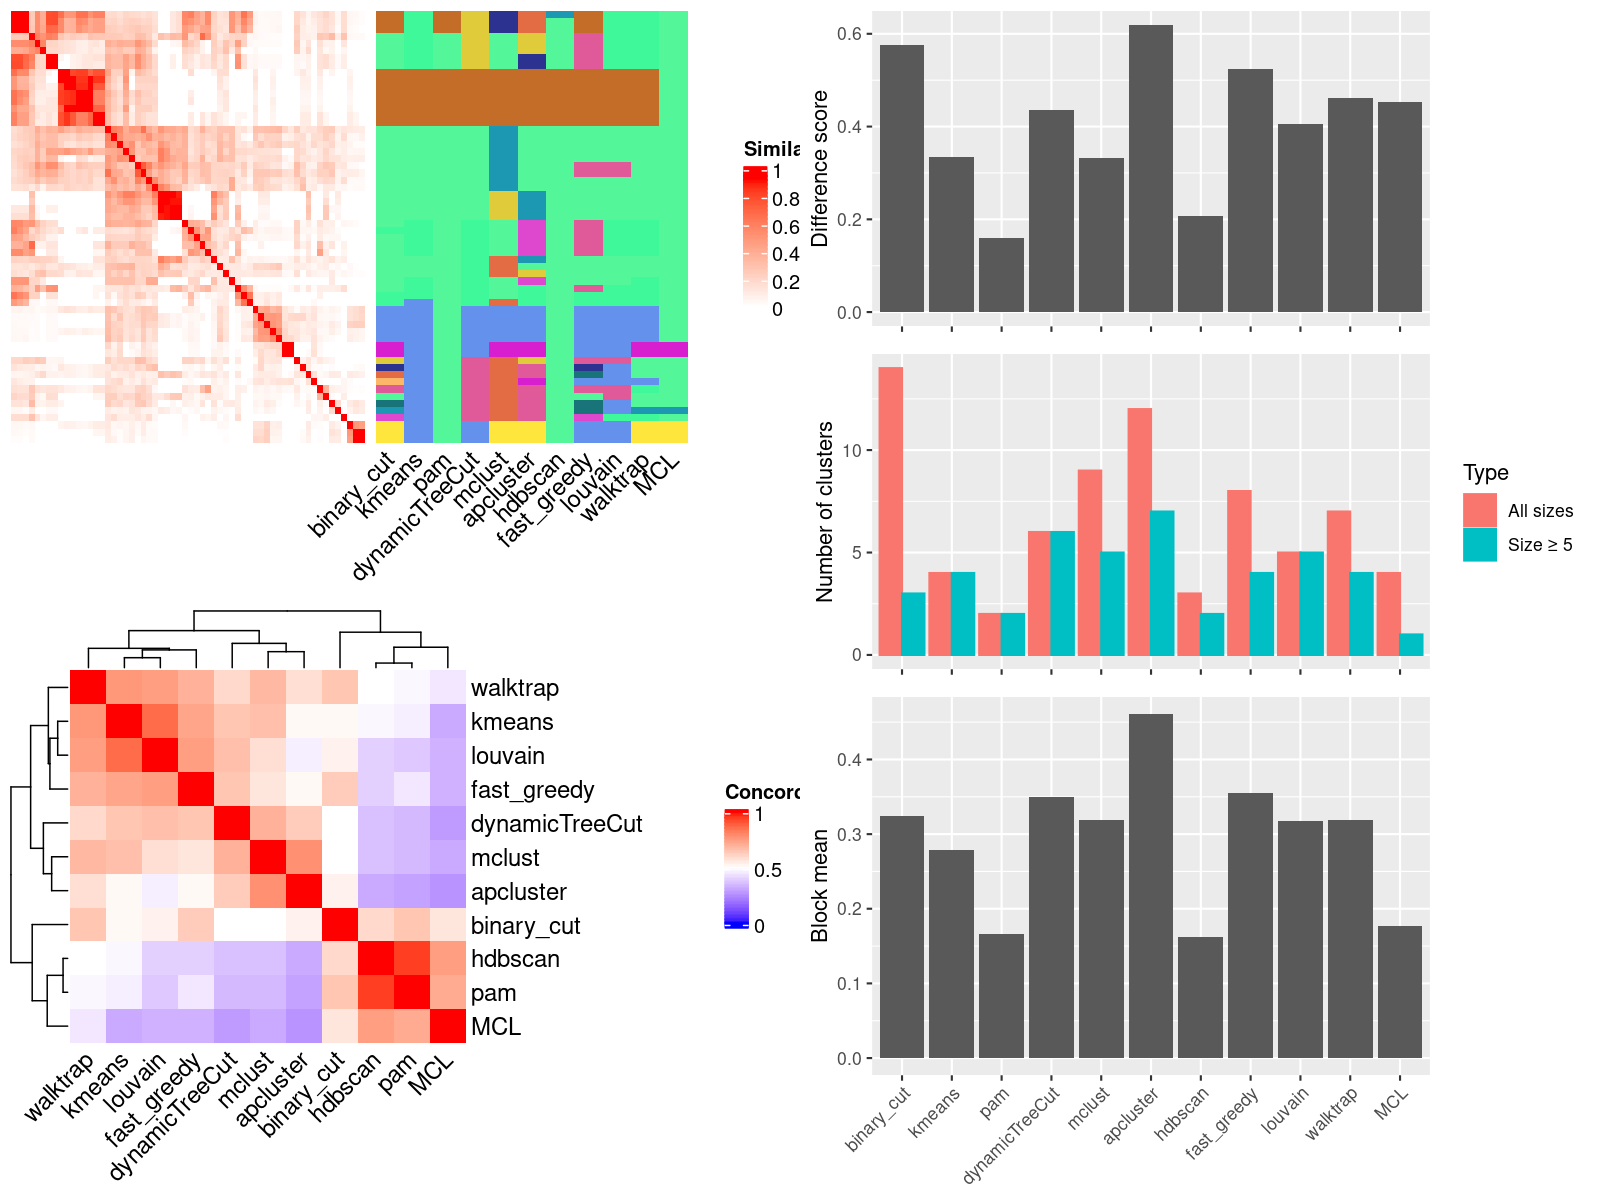 Simila
1
0.8
0.6
0.4
0.2
0
binary_cut
kmeans
pam
dynamicTreeCut
mclust
apcluster
hdbscan
fast_greedy
louvain
walktrap
MCL
walktrap
kmeans
louvain
fast_greedy
dynamicTreeCut
mclust
apcluster
binary_cut
hdbscan
pam
MCL
walktrap
kmeans
louvain
fast_greedy
dynamicTreeCut
mclust
apcluster
binary_cut
hdbscan
pam
MCL
Concord
1
0.5
0
Difference score
0.6
0.4
0.2
0.0
Number of clusters
10
5
0
Type
All sizes
Size ≥ 5
Block mean
0.4
0.3
0.2
0.1
0.0
binary_cut
kmeans
pam
dynamicTreeCut
mclust
apcluster
hdbscan
fast_greedy
louvain
walktrap
MCL